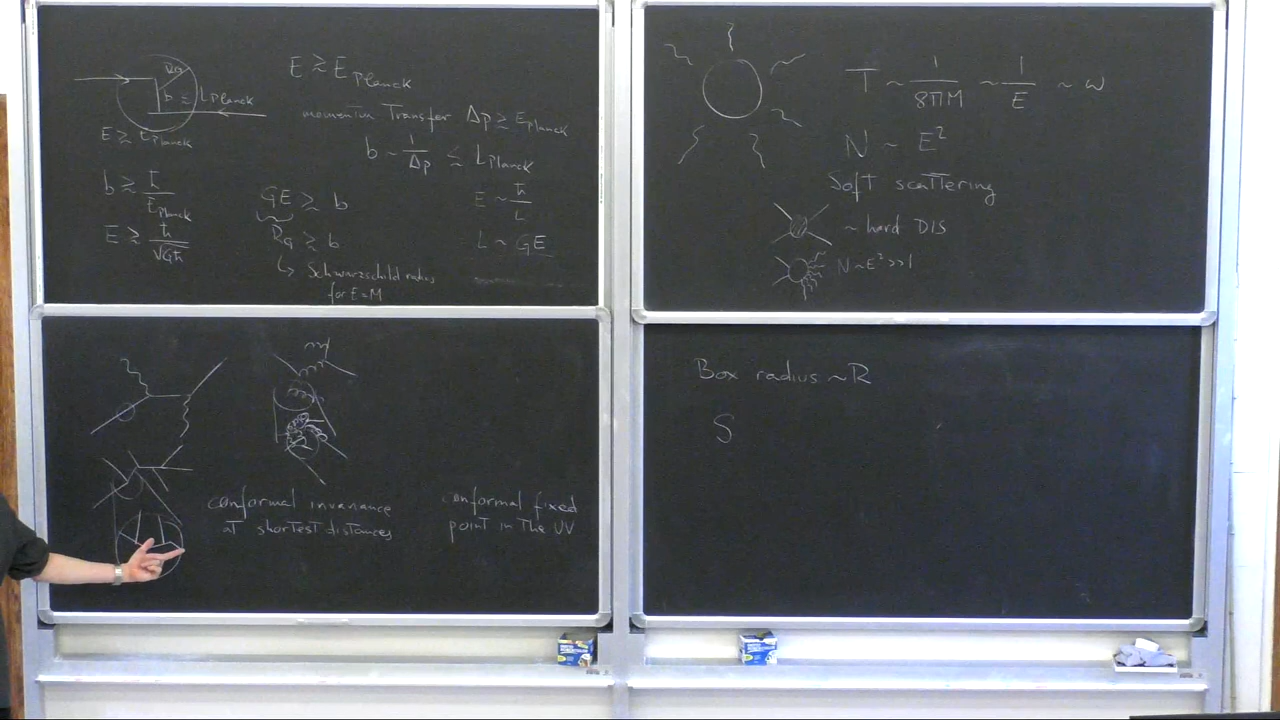 R_G
b ≲ L_Planck
E ≳ E_Planck
b ≳ ℏ / E_Planck
E ≳ ℏ / √Gℏ
E ≳ E_Planck
momentum Transfer Δp ≥ E_Planck
b ~ 1/Δp ≲ L_Planck
GE ≳ b
R_G ≳ b
↳ Schwarzschild radius
for E=M
E ~ ℏ/L
L ~ GE
T ~ 1/8πM ~ 1/E ~ ω
N ~ E²
Soft scattering
~ hard DIS
N~E²>>1
conformal invariance
at shortest distances
conformal fixed
point in The UV
Box radius ~ R
S